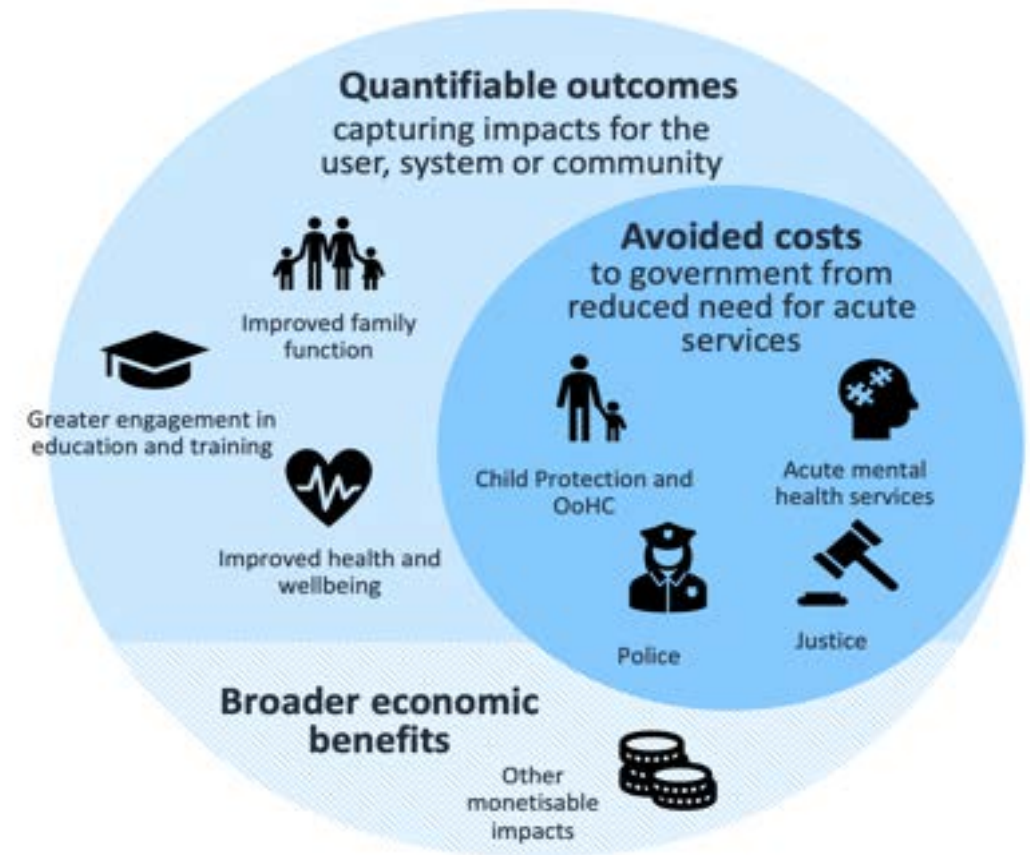 Quantifiable outcomes
capturing impacts for the
user, system or community
Avoided costs
to government from
reduced need for acute
services
Improved family
function
Greater engagement in
education and training
Improved health and
wellbeing
Child Protection and
OoHC
Acute mental
health services
Police
Justice
Broader economic
benefits
Other
monetisable
impacts